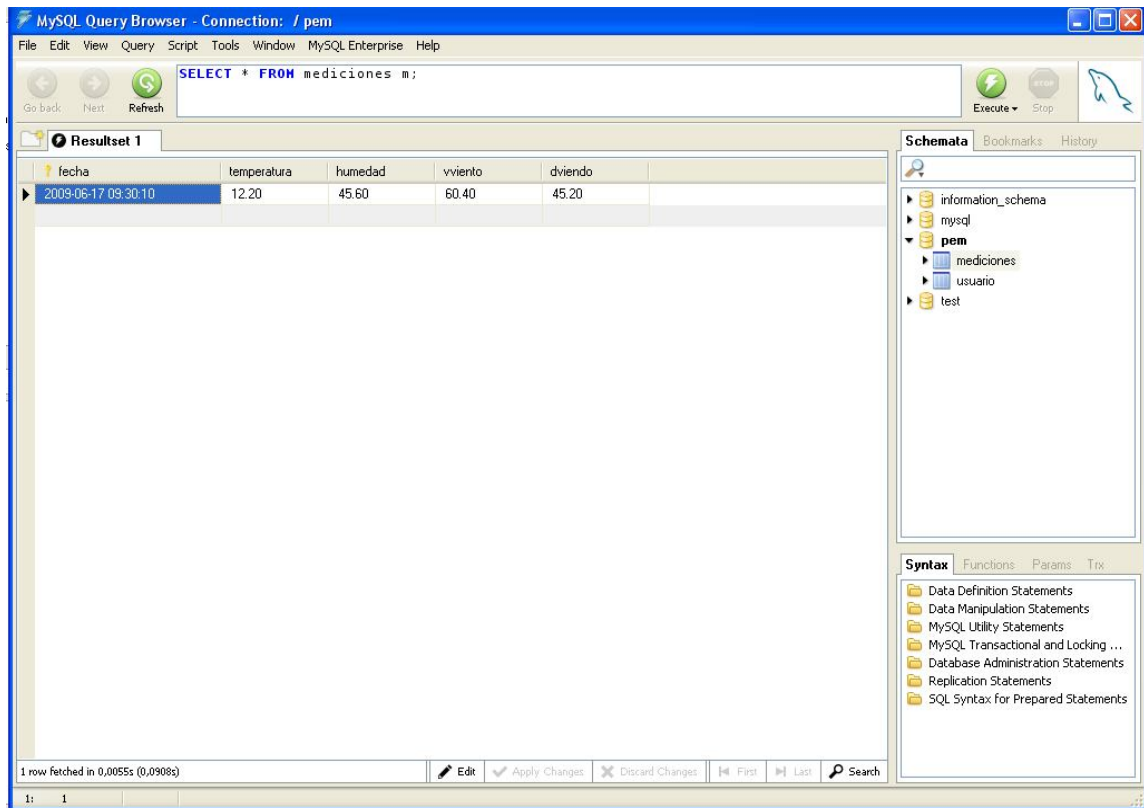 MySQL Query Browser - Connection: / pem
File Edit View Query Script Tools Window MySQL Enterprise Help
SELECT * FROM mediciones m;
Go back Next Refresh Execute Stop
STOP
Resultset 1
fecha temperatura humedad vviento dviendo
2009-06-17 09:30:10 12.20 45.60 60.40 45.20
Schemata Bookmarks History
information_schema
mysql
pem
mediciones
usuario
test
Syntax Functions Params Trx
Data Definition Statements
Data Manipulation Statements
MySQL Utility Statements
MySQL Transactional and Locking ...
Database Administration Statements
Replication Statements
SQL Syntax for Prepared Statements
1 row fetched in 0,0055s (0,0908s) Edit Apply Changes Discard Changes First Last Search
1: 1